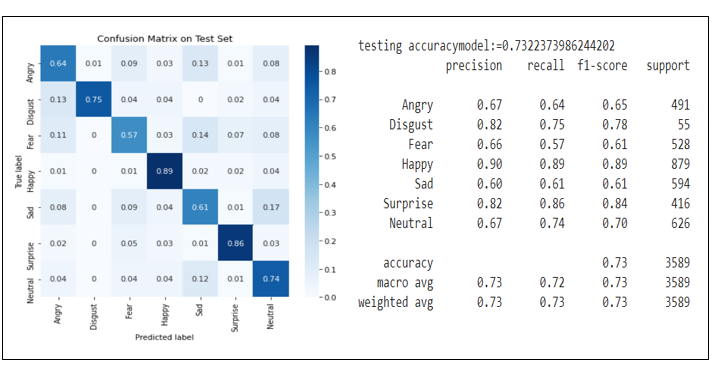 Confusion Matrix on Test Set
True label
Angry 0.64 0.01 0.09 0.03 0.13 0.01 0.08
Disgust 0.13 0.75 0.04 0.04 0 0.02 0.04
Fear 0.11 0 0.57 0.03 0.14 0.07 0.08
Happy 0.01 0 0.01 0.89 0.02 0.02 0.04
Sad 0.08 0 0.09 0.04 0.61 0.01 0.17
Surprise 0.02 0 0.05 0.03 0.01 0.86 0.03
Neutral 0.04 0 0.04 0.04 0.12 0.01 0.74
Angry Disgust Fear Happy Sad Surprise Neutral
Predicted label
0.8
0.7
0.6
0.5
0.4
0.3
0.2
0.1
0.0
testing accuracymodel:=0.7322373986244202
precision recall f1-score support
Angry 0.67 0.64 0.65 491
Disgust 0.82 0.75 0.78 55
Fear 0.66 0.57 0.61 528
Happy 0.90 0.89 0.89 879
Sad 0.60 0.61 0.61 594
Surprise 0.82 0.86 0.84 416
Neutral 0.67 0.74 0.70 626
accuracy 0.73 3589
macro avg 0.73 0.72 0.73 3589
weighted avg 0.73 0.73 0.73 3589